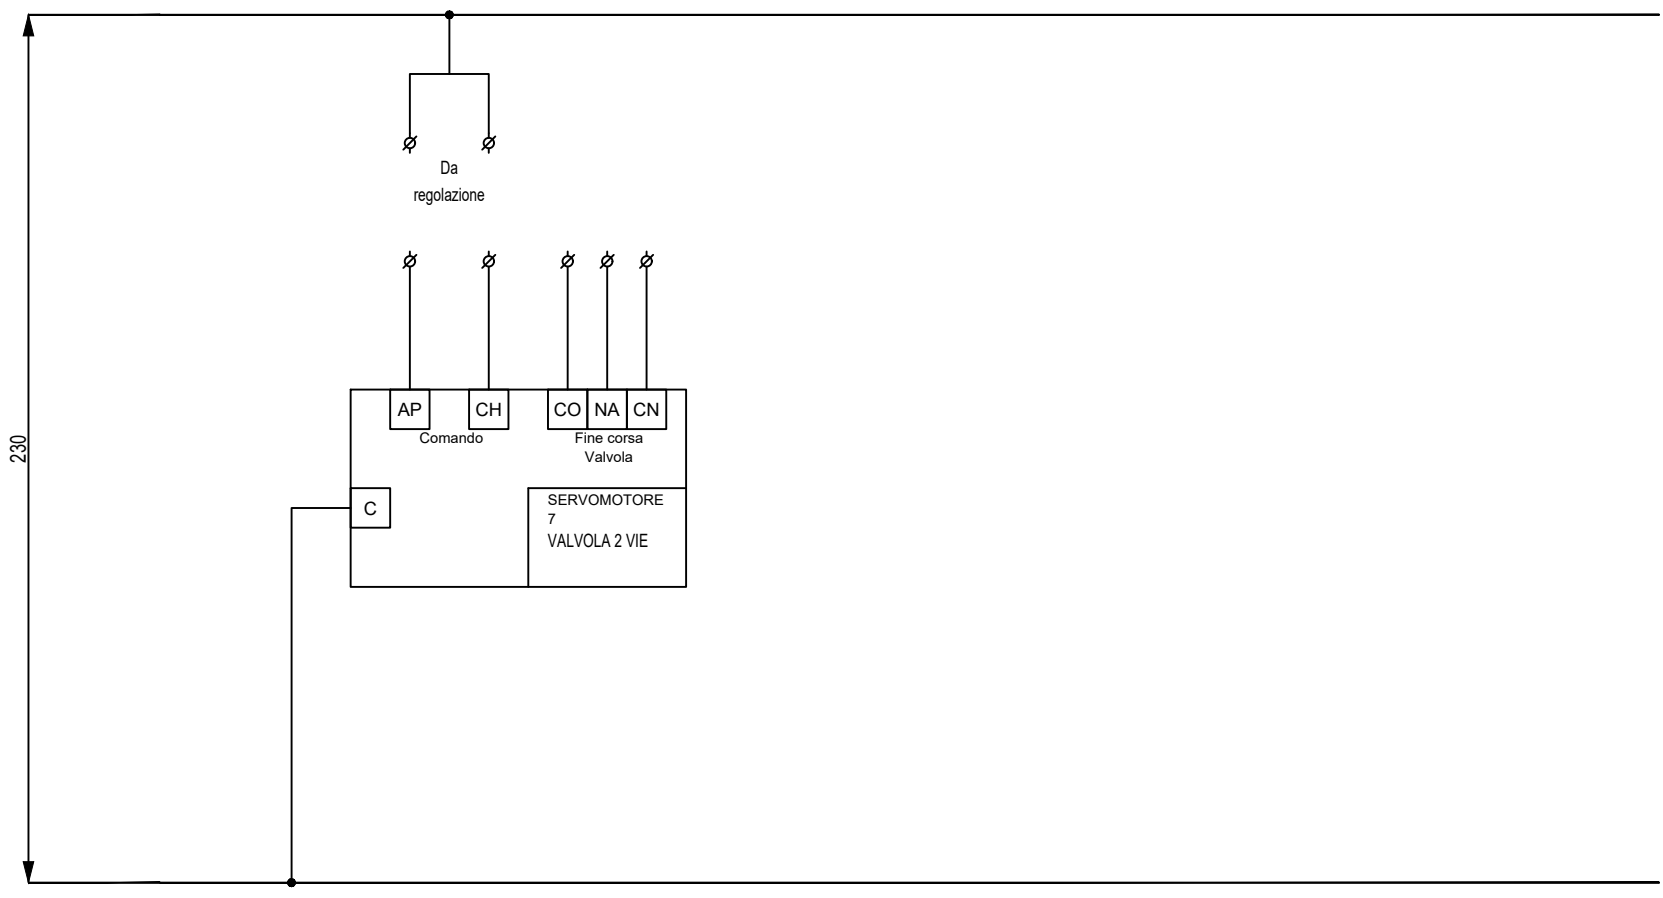 Da
regolazione
AP
CH
CO
NA
CN
Comando
Fine corsa
Valvola
230
C
SERVOMOTORE
7
VALVOLA 2 VIE